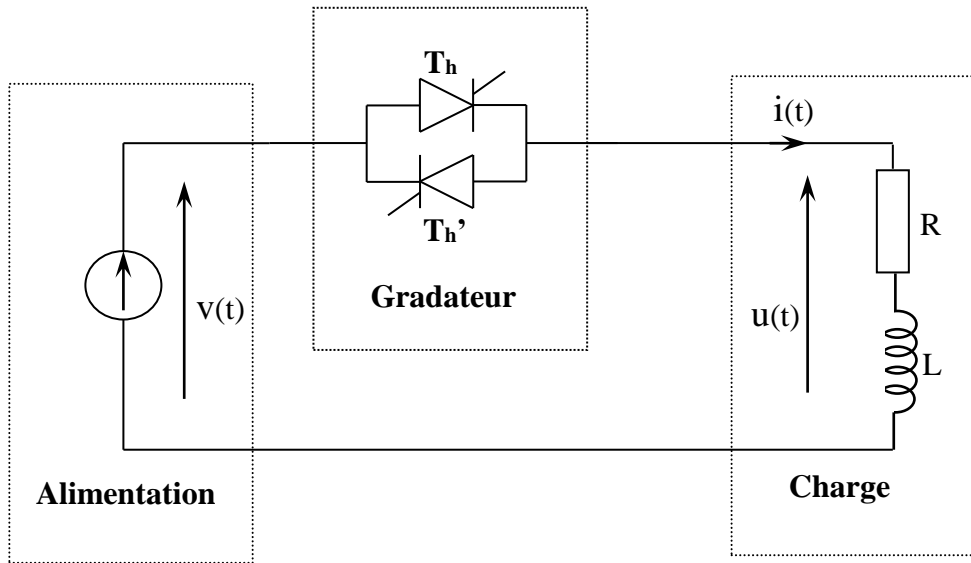 Th
i(t)
Th’
R
Gradateur
v(t)
u(t)
L
Alimentation
Charge